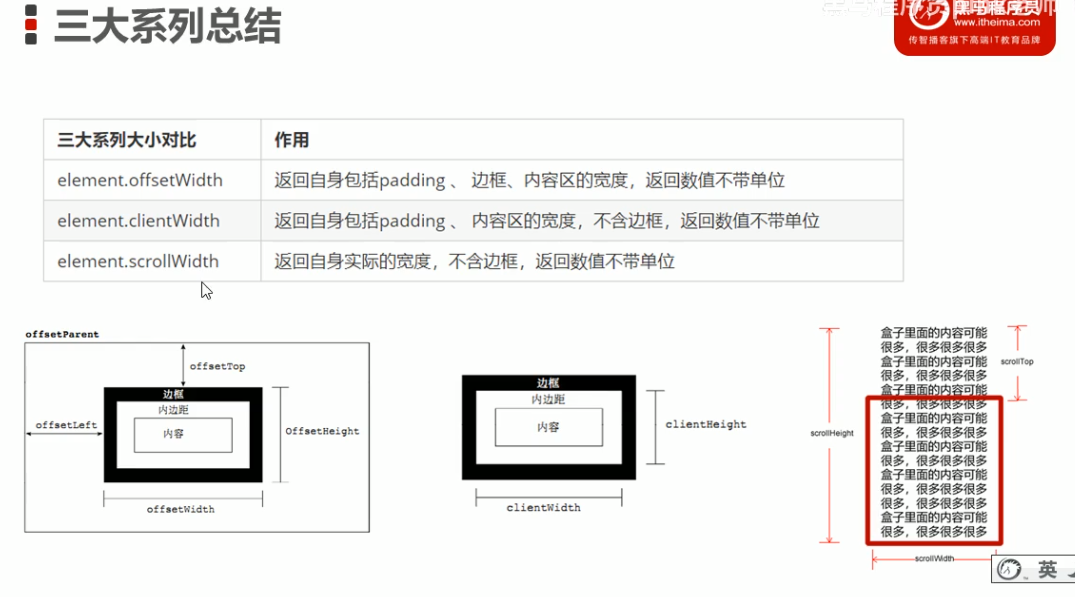 三大系列总结
黑马程序员
www.itheima.com
传智播客旗下高端IT教育品牌
三大系列大小对比 作用
element.offsetWidth 返回自身包括padding 、 边框、内容区的宽度，返回数值不带单位
element.clientWidth 返回自身包括padding 、 内容区的宽度，不含边框，返回数值不带单位
element.scrollWidth 返回自身实际的宽度，不含边框，返回数值不带单位
offsetParent
offsetTop
边框
内边距
内容
offsetLeft
OffsetHeight
offsetWidth
边框
内边距
内容
clientHeight
clientWidth
盒子里面的内容可能
很多，很多很多很多
盒子里面的内容可能
很多，很多很多很多
盒子里面的内容可能
很多，很多很多很多
盒子里面的内容可能
很多，很多很多很多
盒子里面的内容可能
很多，很多很多很多
盒子里面的内容可能
很多，很多很多很多
很多，很多很多很多
盒子里面的内容可能
很多，很多很多很多
scrollTop
scrollHeight
scrollWidth
英